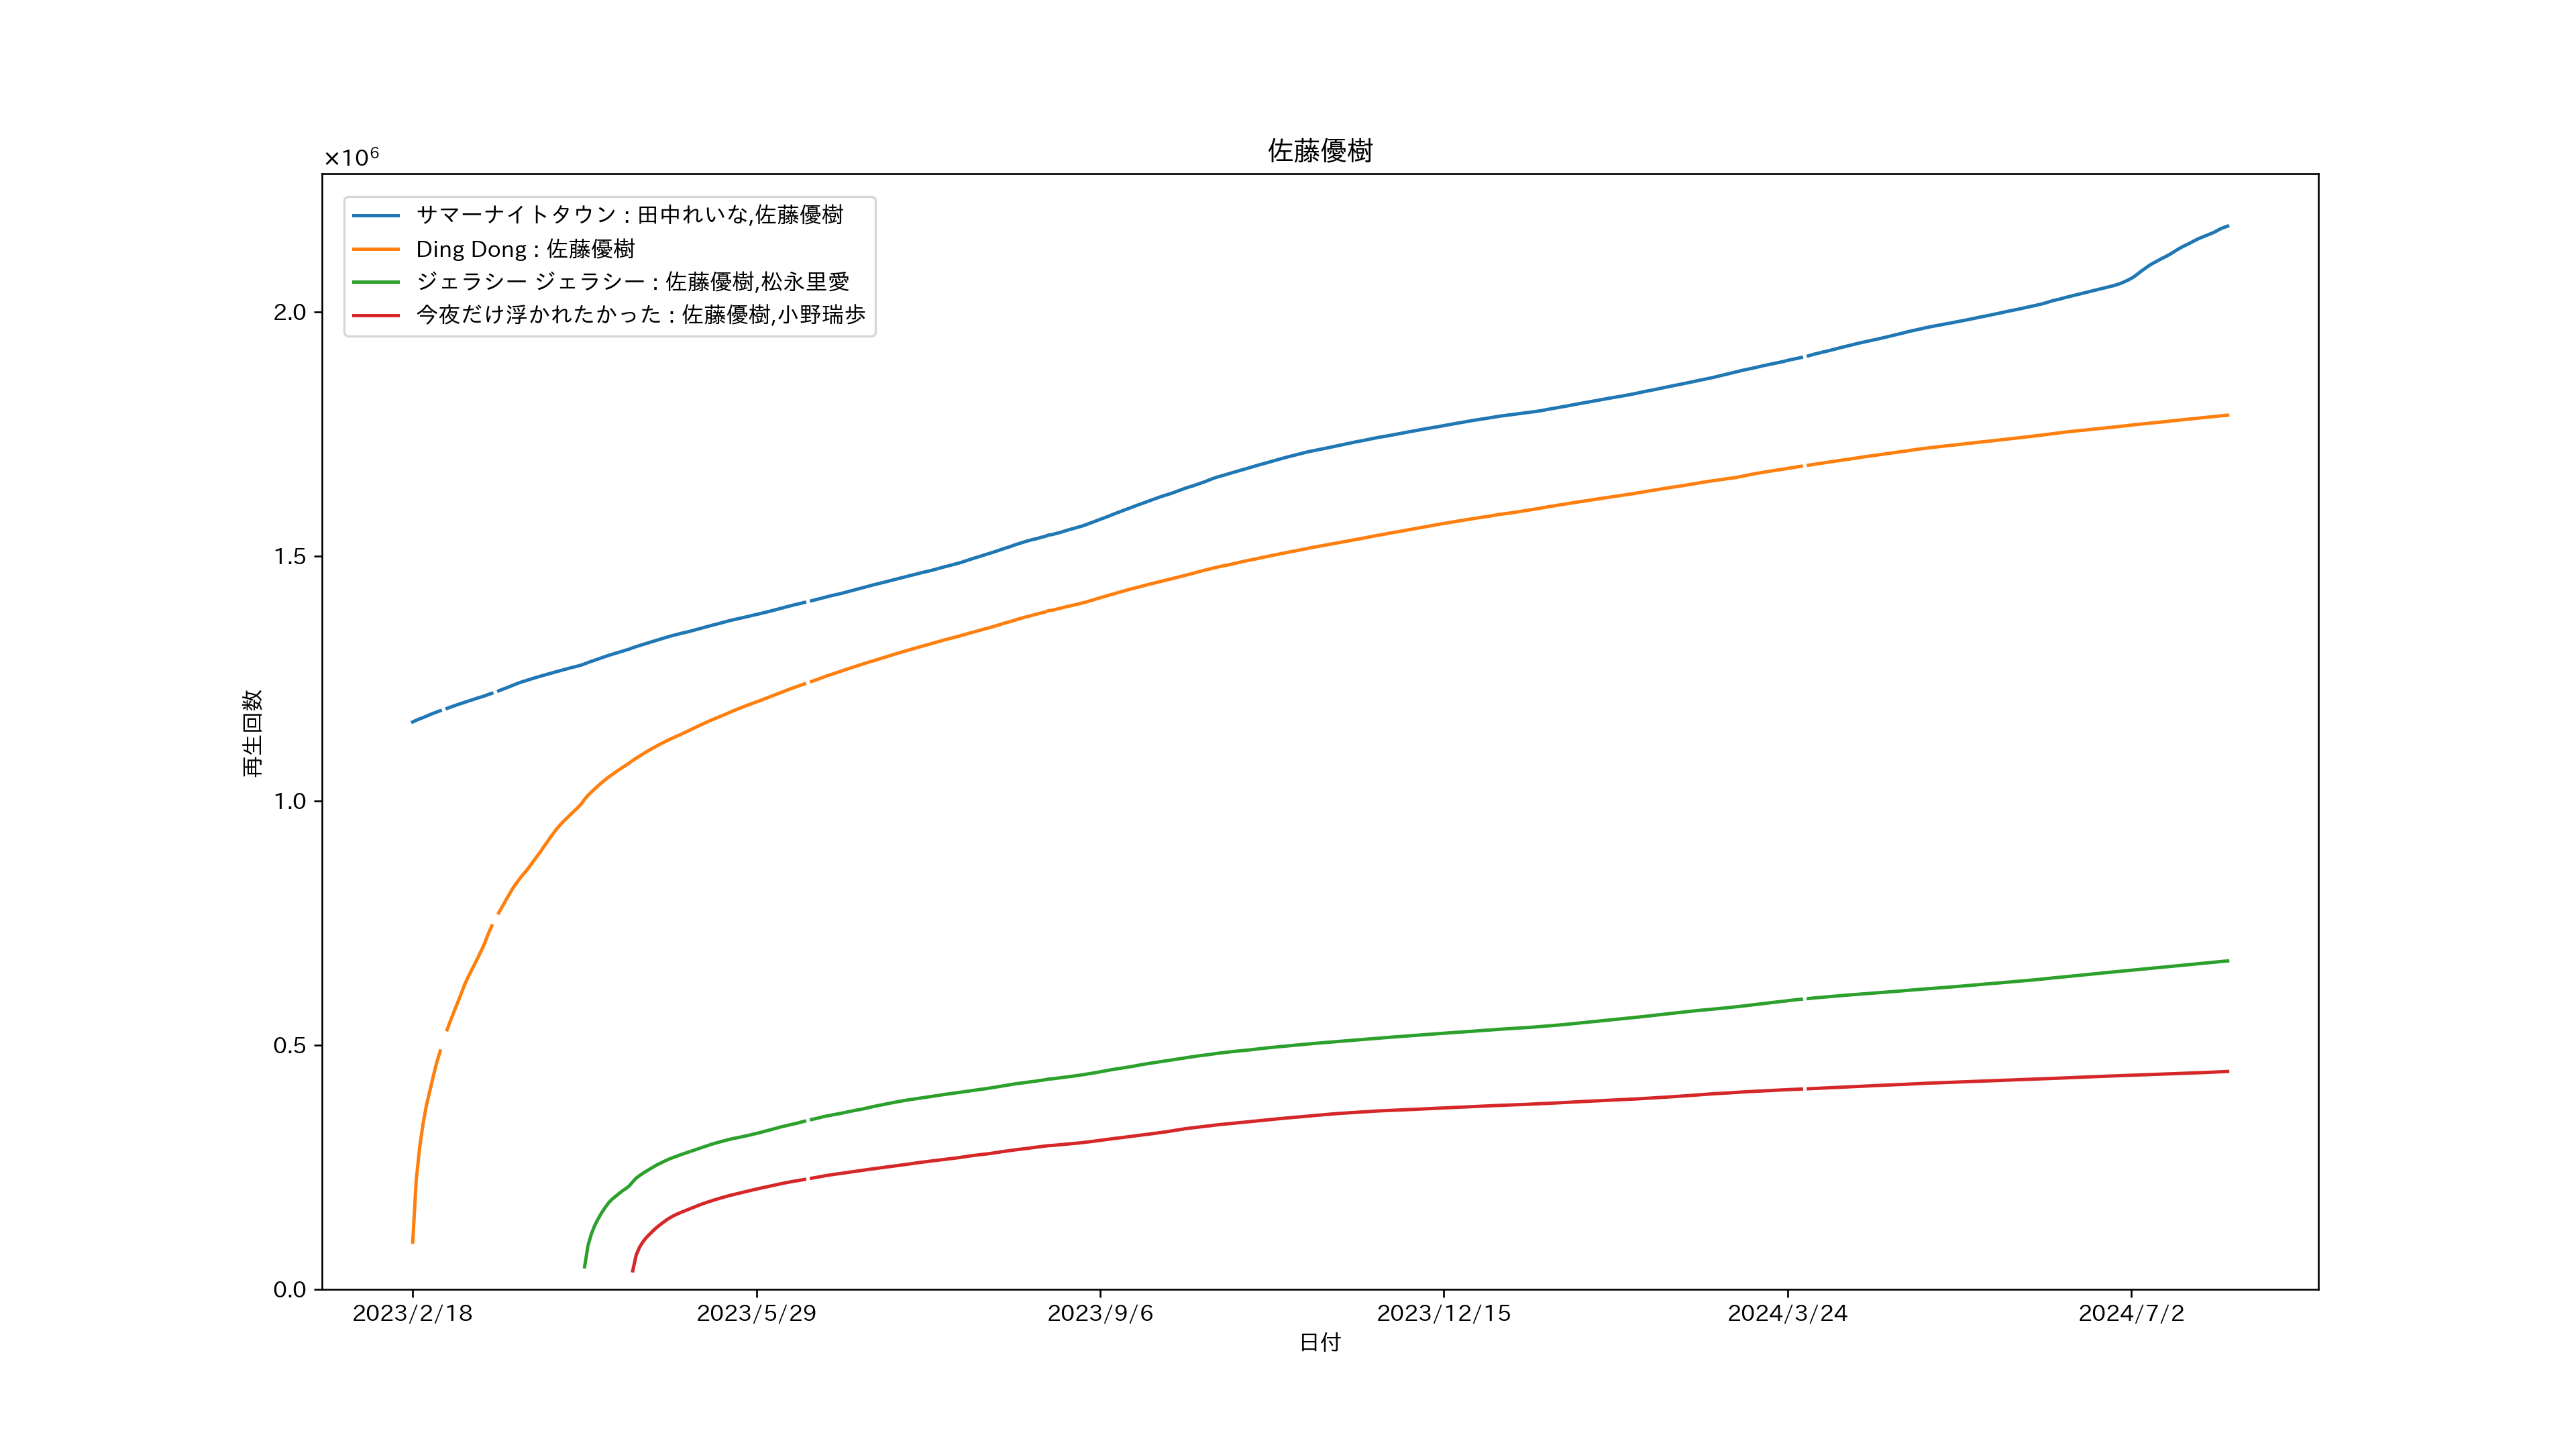 佐藤優樹
×10⁶
サマーナイトタウン : 田中れいな,佐藤優樹
Ding Dong : 佐藤優樹
ジェラシー ジェラシー : 佐藤優樹,松永里愛
今夜だけ浮かれたかった : 佐藤優樹,小野瑞歩
2.0
1.5
1.0
0.5
0.0
再生回数
2023/2/18
2023/5/29
2023/9/6
2023/12/15
2024/3/24
2024/7/2
日付